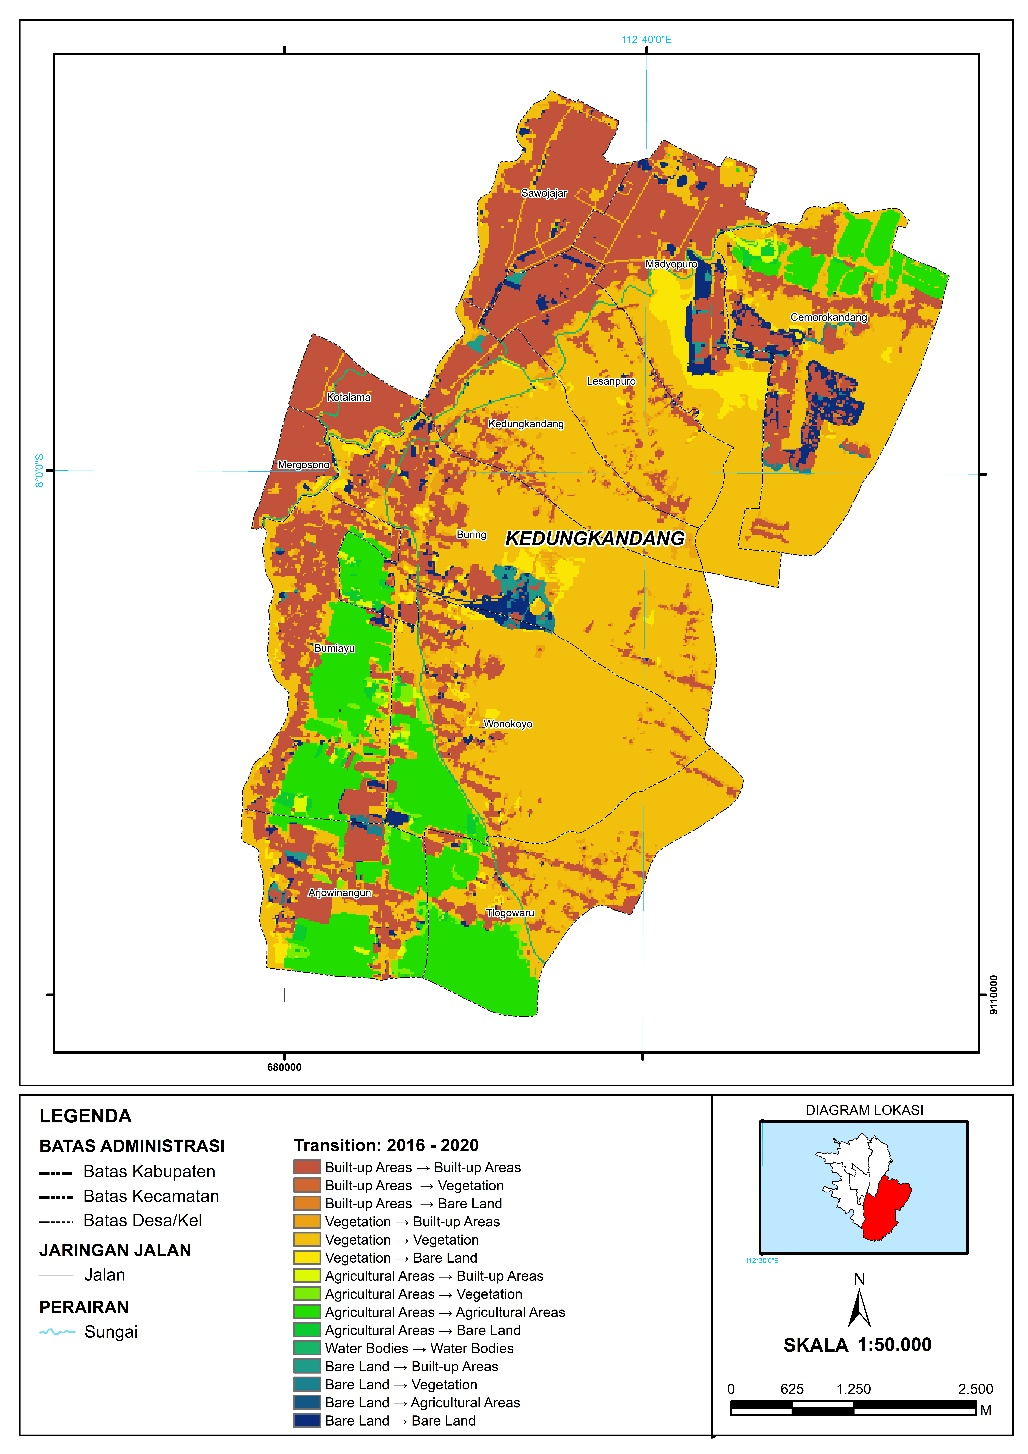 112°40'0"E
Sawojajar
Madyopuro
Cemorokandang
Lesanpuro
Kotalama
Kedungkandang
Mergosono
8°0'0"S
Buring
KEDUNGKANDANG
Bumiayu
Wonokoyo
Arjowinangun
Tlogowaru
9110000
680000
LEGENDA
BATAS ADMINISTRASI
Batas Kabupaten
Batas Kecamatan
Batas Desa/Kel
JARINGAN JALAN
Jalan
PERAIRAN
Sungai
Transition: 2016 - 2020
Built-up Areas → Built-up Areas
Built-up Areas → Vegetation
Built-up Areas → Bare Land
Vegetation → Built-up Areas
Vegetation → Vegetation
Vegetation → Bare Land
Agricultural Areas → Built-up Areas
Agricultural Areas → Vegetation
Agricultural Areas → Agricultural Areas
Agricultural Areas → Bare Land
Water Bodies → Water Bodies
Bare Land → Built-up Areas
Bare Land → Vegetation
Bare Land → Agricultural Areas
Bare Land → Bare Land
DIAGRAM LOKASI
112°30'0"E
N
SKALA 1:50.000
0 625 1.250 2.500
M